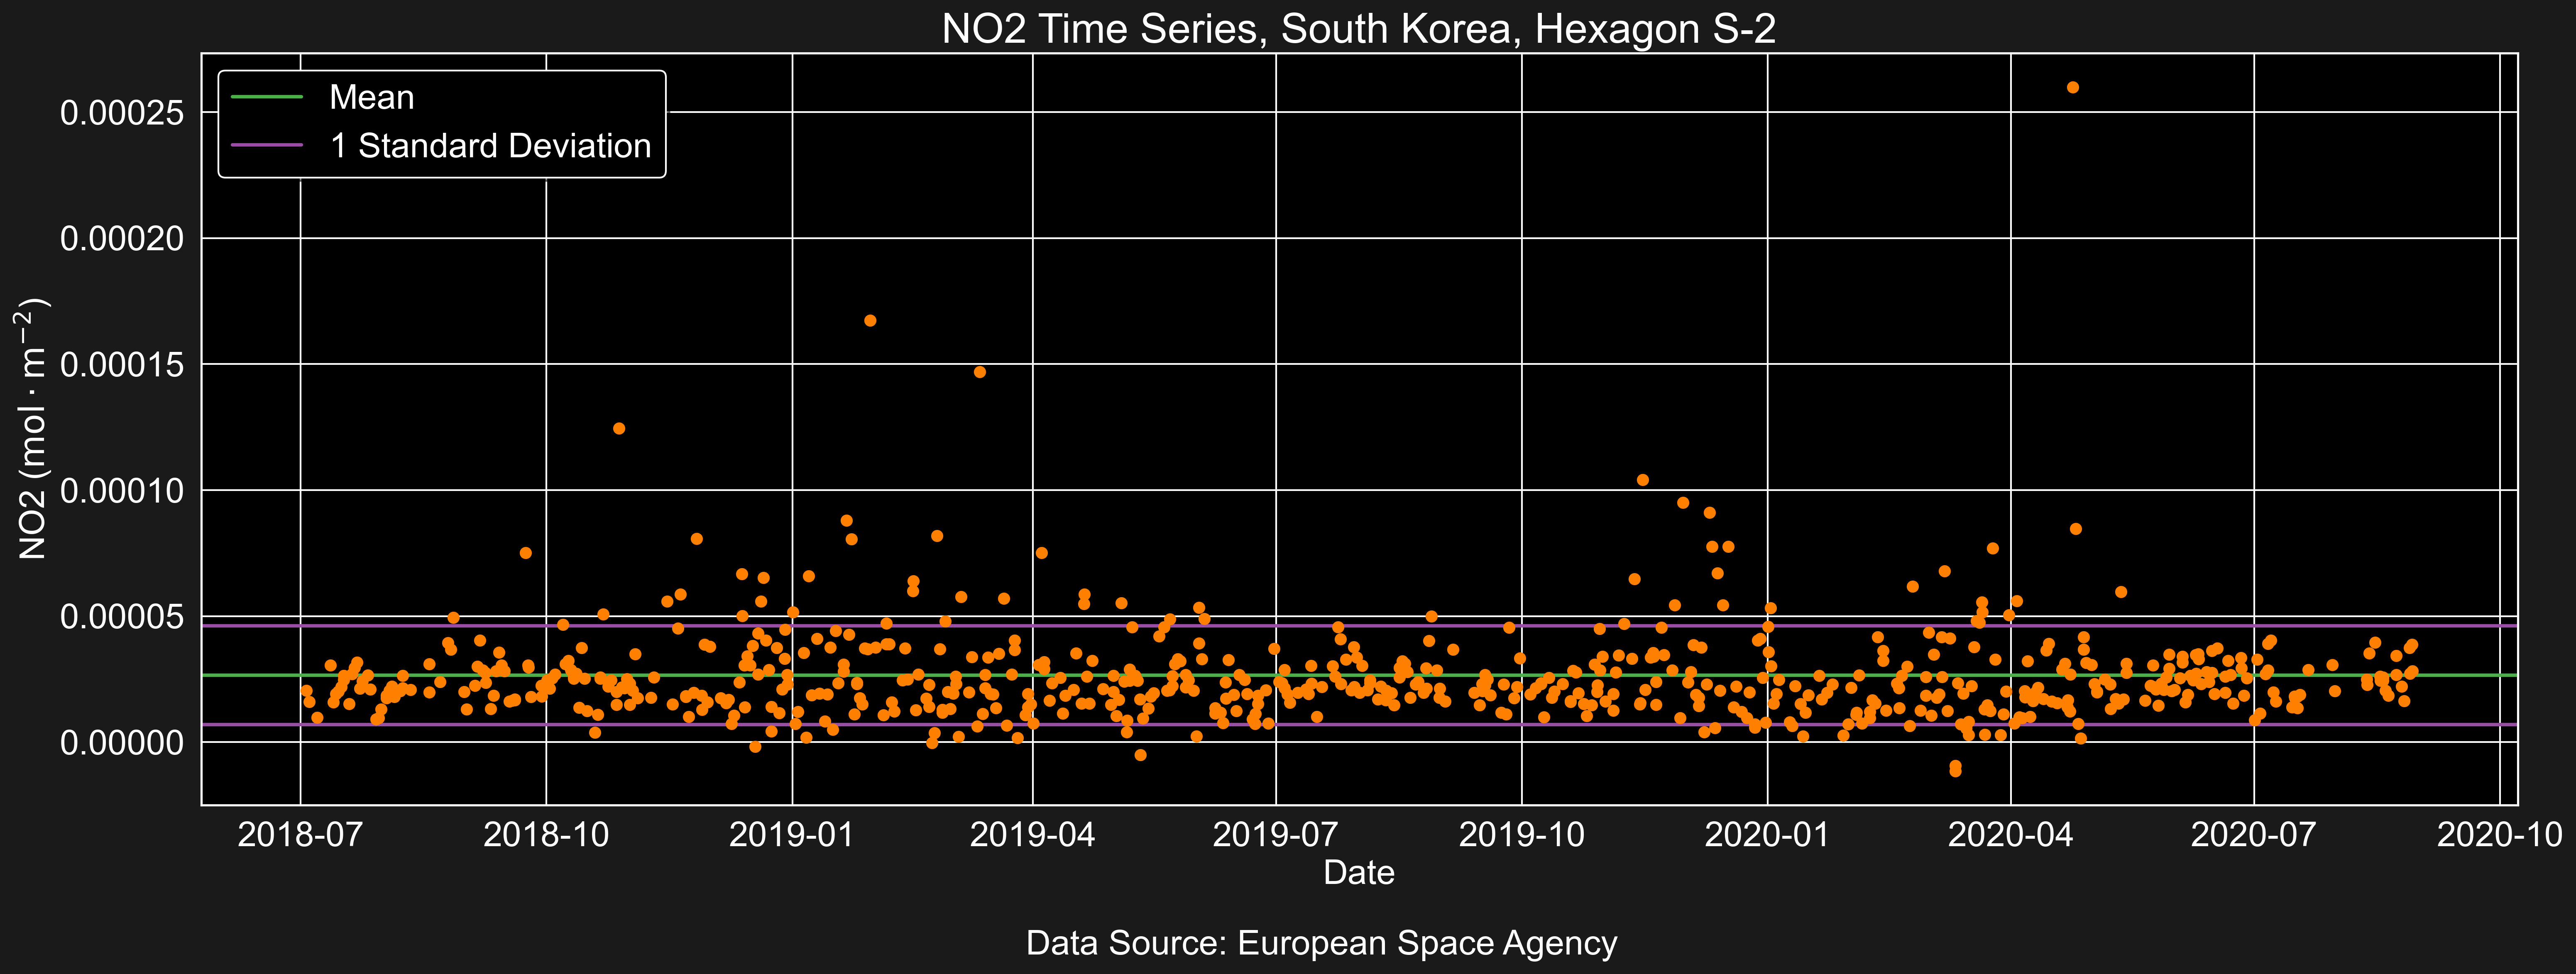 NO2 Time Series, South Korea, Hexagon S-2
Mean
1 Standard Deviation
0.00025
0.00020
0.00015
0.00010
0.00005
0.00000
NO2 (mol · m⁻²)
2018-07 2018-10 2019-01 2019-04 2019-07 2019-10 2020-01 2020-04 2020-07 2020-10
Date
Data Source: European Space Agency